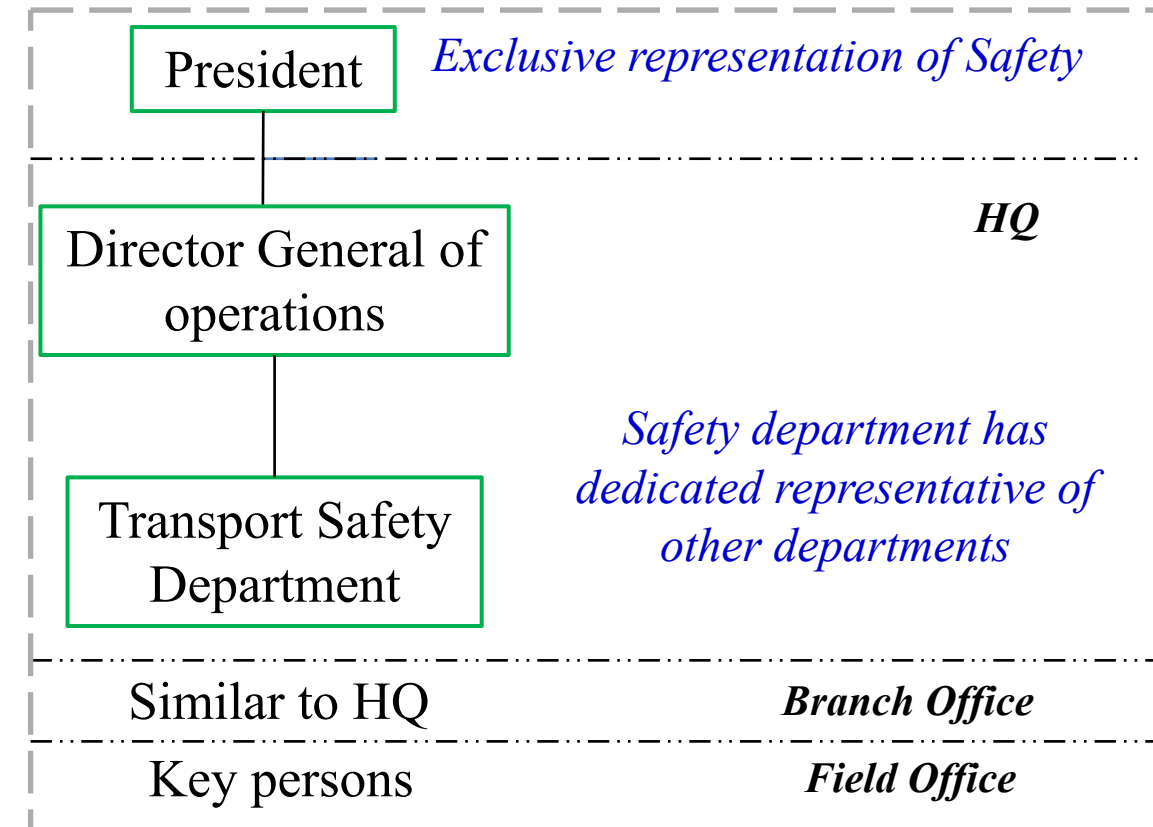 President
Exclusive representation of Safety
HQ
Director General of
operations
Safety department has
dedicated representative of
other departments
Transport Safety
Department
Similar to HQ
Branch Office
Key persons
Field Office